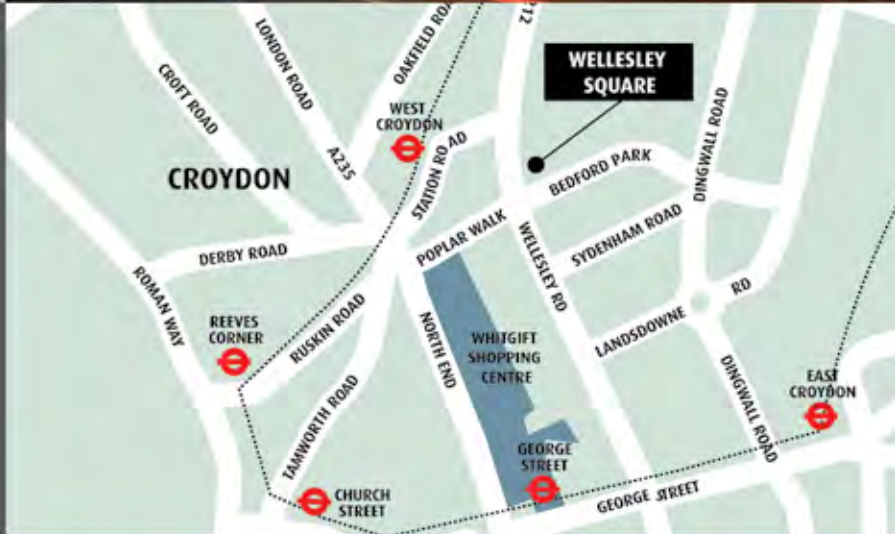 WELLESLEY
SQUARE
OAKFIELD ROA
212
LONDON ROAD
CROFT ROAD
WEST
CROYDON
A235
CROYDON
STATION ROAD
BEDFORD PARK
DINGWALL ROAD
POPLAR WALK
SYDENHAM ROAD
DERBY ROAD
WELLESLEY RD
ROMAN WAY
LANDSDOWNE RD
REEVES
CORNER
RUSKIN ROAD
NORTH END
WHITGIFT
SHOPPING
CENTRE
DINGWALL ROAD
EAST
CROYDON
TAMWORTH ROAD
GEORGE
STREET
CHURCH
STREET
GEORGE STREET